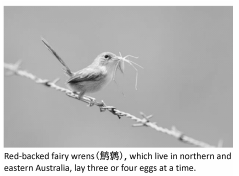 Red-backed fairy wrens(鹪鹩), which live in northern and
eastern Australia, lay three or four eggs at a time.